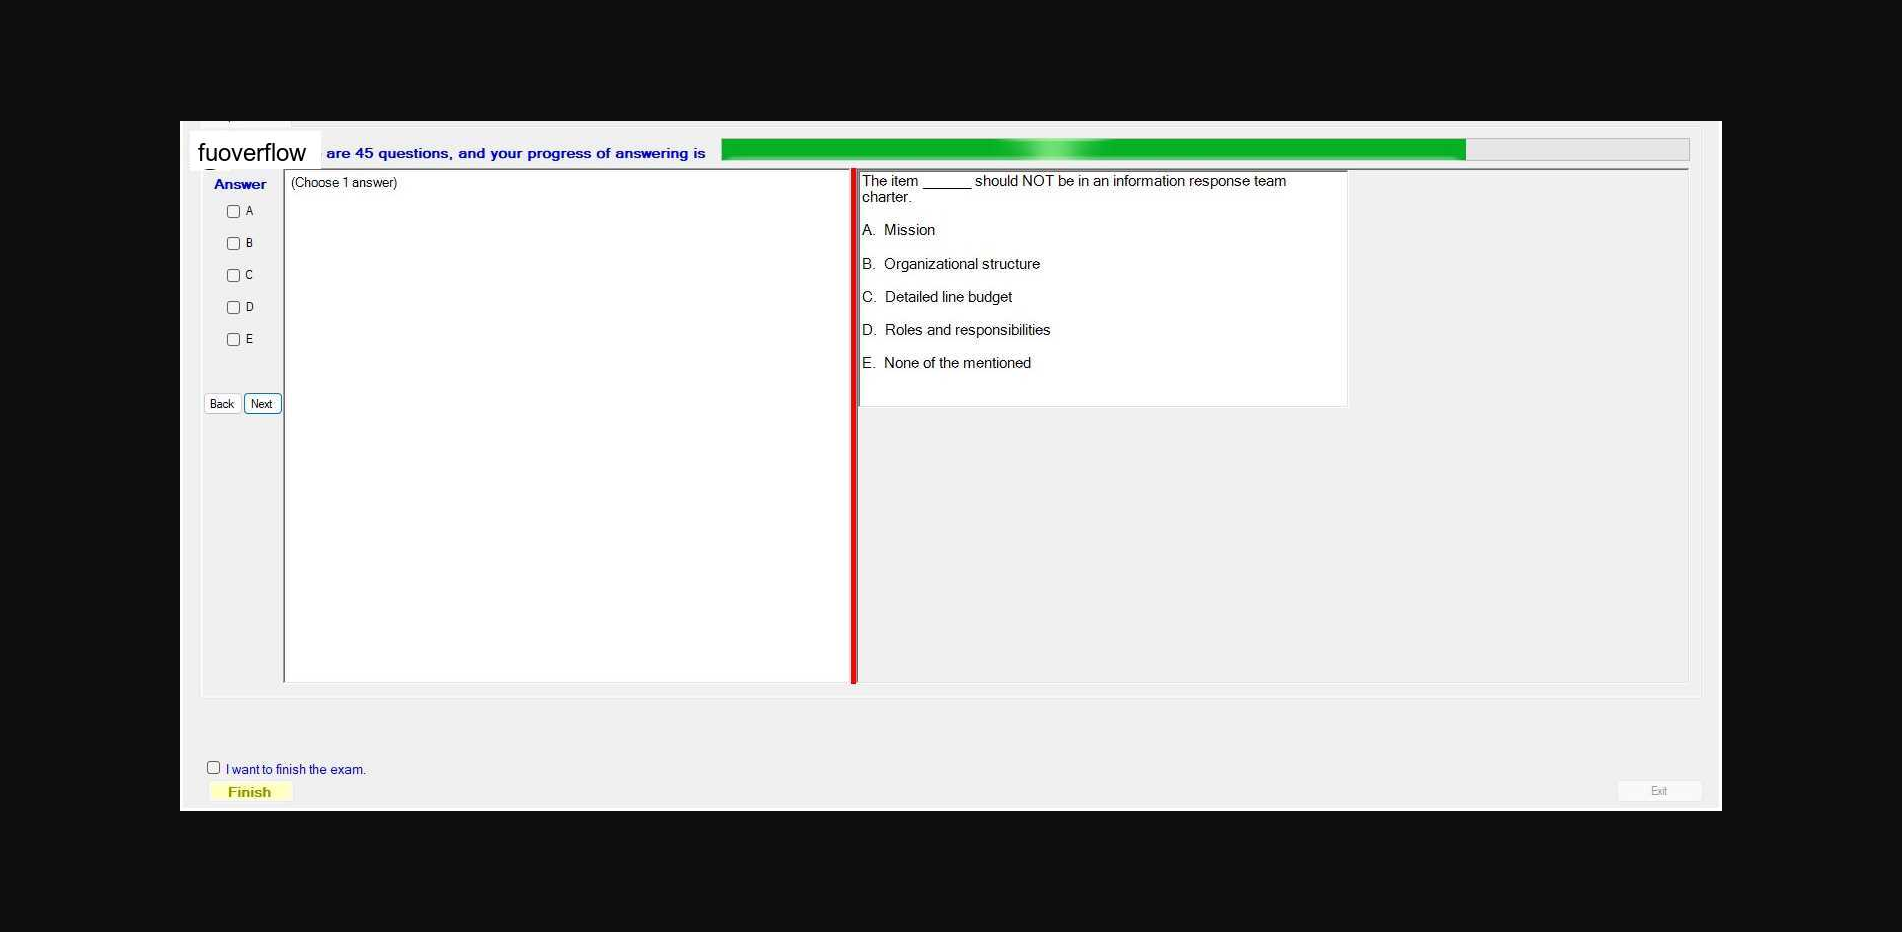 fuoverflow are 45 questions, and your progress of answering is
Answer
A
B
C
D
E
Back Next
(Choose 1 answer)
The item ______ should NOT be in an information response team
charter.
A. Mission
B. Organizational structure
C. Detailed line budget
D. Roles and responsibilities
E. None of the mentioned
I want to finish the exam.
Finish
Exit